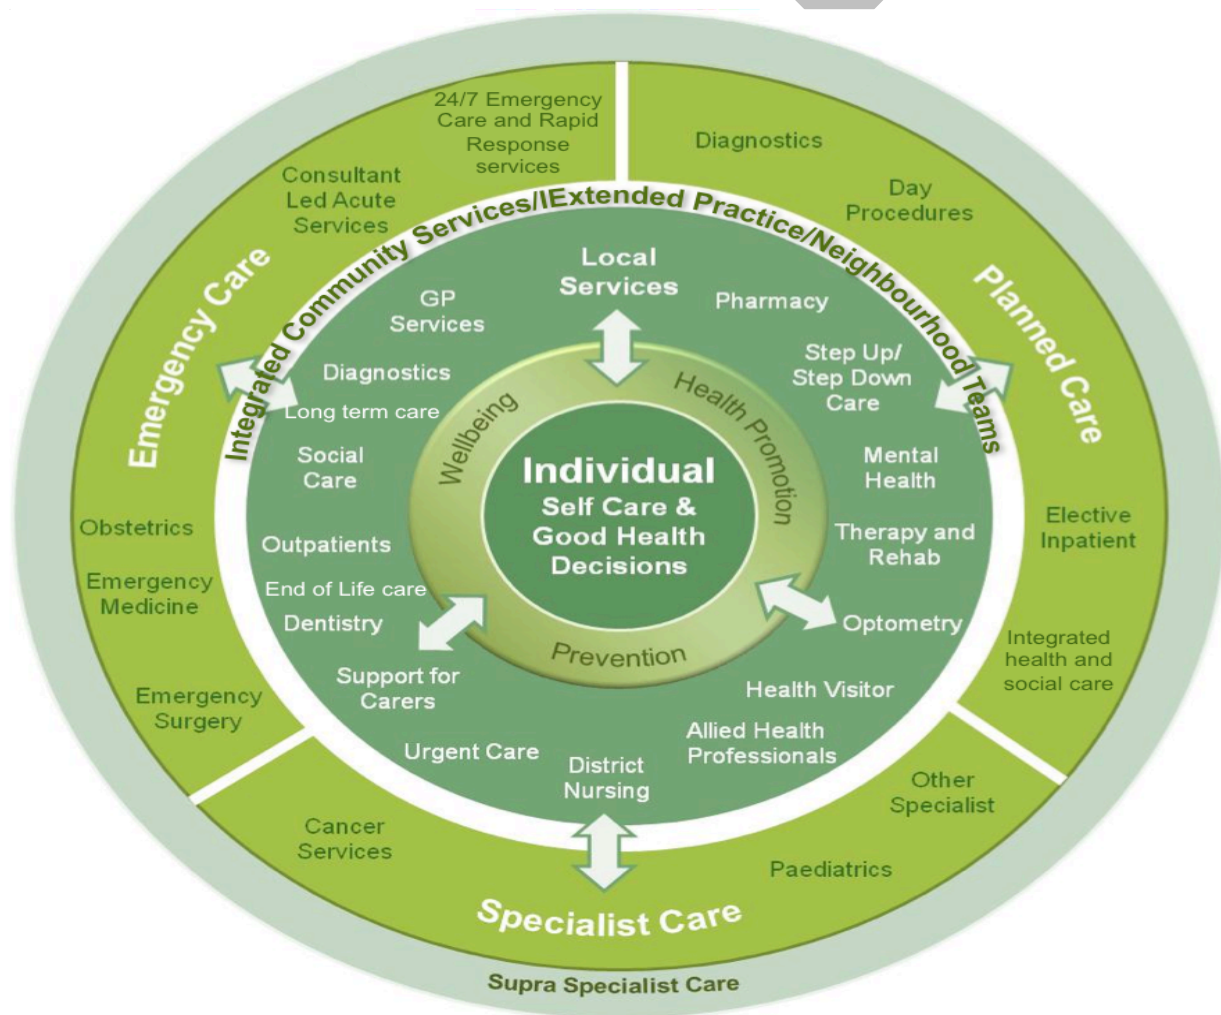 24/7 Emergency
Care and Rapid
Response
services
Consultant
Led Acute
Services
Emergency Care
Obstetrics
Emergency
Medicine
Emergency
Surgery
Diagnostics
Day
Procedures
Planned Care
Elective
Inpatient
Integrated
health and
social care
Integrated Community Services/IExtended Practice/Neighbourhood Teams
Local
Services
GP
Services
Diagnostics
Long term care
Social
Care
Outpatients
End of Life care
Dentistry
Support for
Carers
Urgent Care
District
Nursing
Pharmacy
Step Up/
Step Down
Care
Mental
Health
Therapy and
Rehab
Optometry
Health Visitor
Allied Health
Professionals
Wellbeing
Health Promotion
Prevention
Individual
Self Care &
Good Health
Decisions
Cancer
Services
Other
Specialist
Paediatrics
Specialist Care
Supra Specialist Care